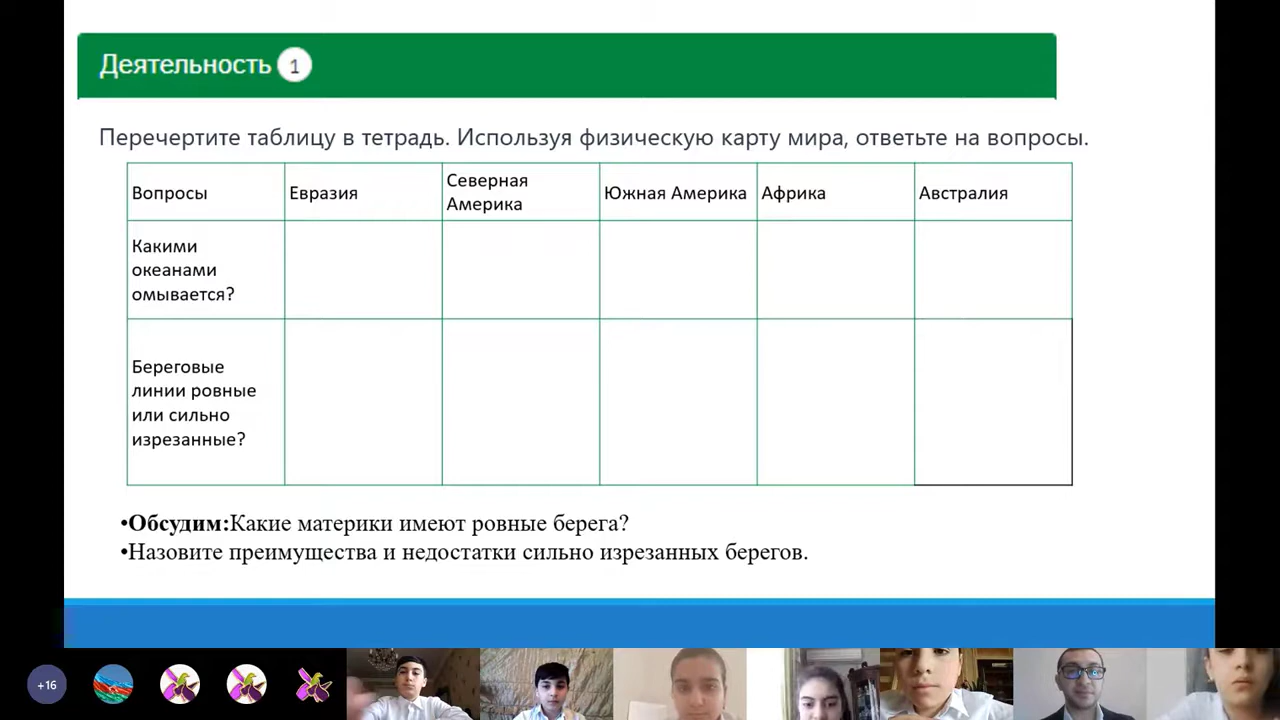 Деятельность 1
Перечертите таблицу в тетрадь. Используя физическую карту мира, ответьте на вопросы.
Вопросы
Евразия
Северная
Америка
Южная Америка
Африка
Австралия
Какими
океанами
омывается?
Береговые
линии ровные
или сильно
изрезанные?
•Обсудим:Какие материки имеют ровные берега?
•Назовите преимущества и недостатки сильно изрезанных берегов.
+16